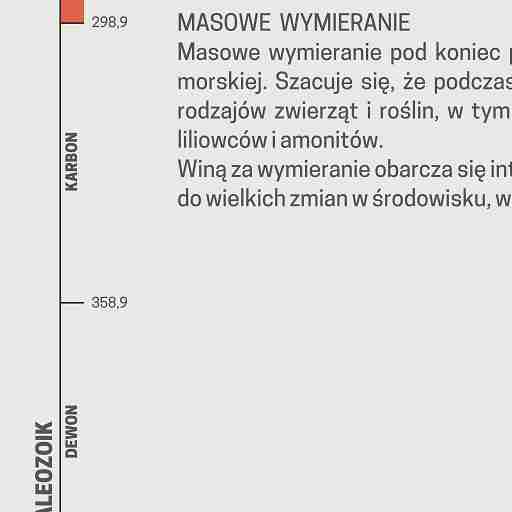 298,9
KARBON
358,9
DEWON
MASOWE WYMIERANIE
Masowe wymieranie pod koniec
morskiej. Szacuje się, że podczas
rodzajów zwierząt i roślin, w tym
liliowców i amonitów.
Winą za wymieranie obarcza się
do wielkich zmian w środowisku,